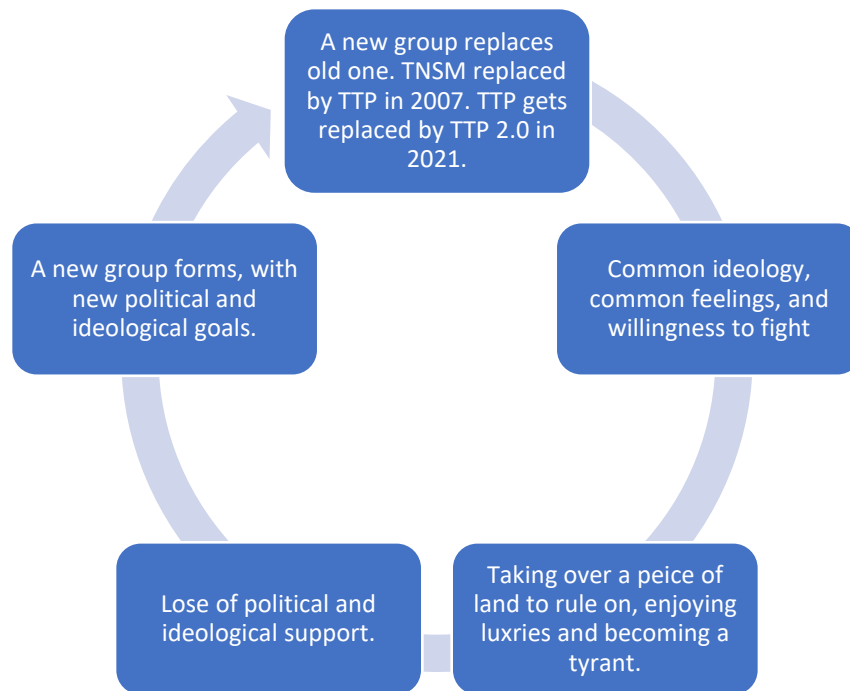 A new group replaces
old one. TNSM replaced
by TTP in 2007. TTP gets
replaced by TTP 2.0 in
2021.
Common ideology,
common feelings, and
willingness to fight
Taking over a peice of
land to rule on, enjoying
luxries and becoming a
tyrant.
Lose of political and
ideological support.
A new group forms, with
new political and
ideological goals.